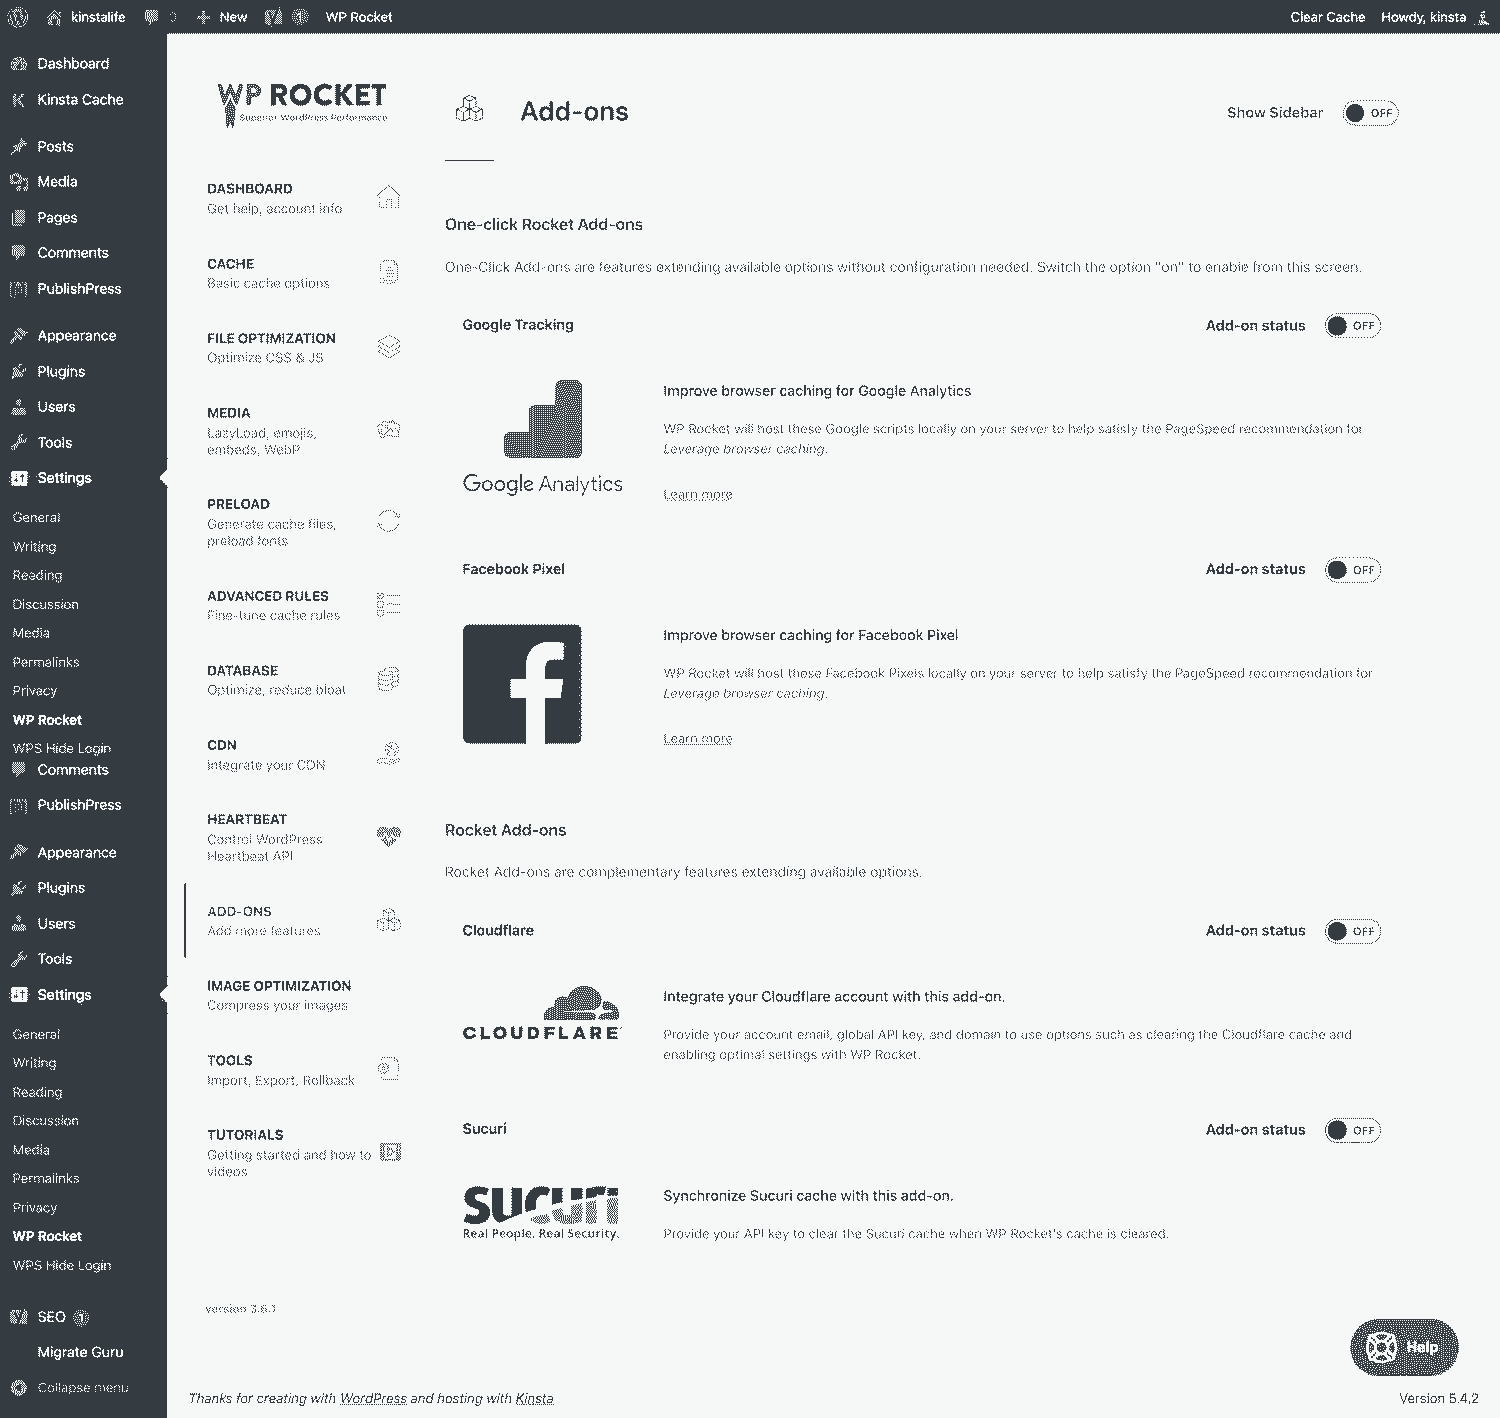 kinstalife
0
New
1
WP Rocket
Clear Cache
Howdy, kinsta
Dashboard
Kinsta Cache
Posts
Media
Pages
Comments
PublishPress
Appearance
Plugins
Users
Tools
Settings
General
Writing
Reading
Discussion
Media
Permalinks
Privacy
WP Rocket
WPS Hide Login
Comments
PublishPress
Appearance
Plugins
Users
Tools
Settings
General
Writing
Reading
Discussion
Media
Permalinks
Privacy
WP Rocket
WPS Hide Login
SEO 1
Migrate Guru
Collapse menu
WP ROCKET
Superior WordPress Performance
DASHBOARD
Get help, account info
CACHE
Basic cache options
FILE OPTIMIZATION
Optimize CSS & JS
MEDIA
LazyLoad, emojis,
embeds, WebP
PRELOAD
Generate cache files,
preload fonts
ADVANCED RULES
Fine-tune cache rules
DATABASE
Optimize, reduce bloat
CDN
Integrate your CDN
HEARTBEAT
Control WordPress
Heartbeat API
ADD-ONS
Add more features
IMAGE OPTIMIZATION
Compress your images
TOOLS
Import, Export, Rollback
TUTORIALS
Getting started and how to
videos
version 3.6.1
Add-ons
Show Sidebar
OFF
One-click Rocket Add-ons
One-Click Add-ons are features extending available options without configuration needed. Switch the option "on" to enable from this screen.
Google Tracking
Add-on status
OFF
Google Analytics
Improve browser caching for Google Analytics
WP Rocket will host these Google scripts locally on your server to help satisfy the PageSpeed recommendation for
Leverage browser caching.
Learn more
Facebook Pixel
Add-on status
OFF
f
Improve browser caching for Facebook Pixel
WP Rocket will host these Facebook Pixels locally on your server to help satisfy the PageSpeed recommendation for
Leverage browser caching.
Learn more
Rocket Add-ons
Rocket Add-ons are complementary features extending available options.
Cloudflare
Add-on status
OFF
CLOUDFLARE
Integrate your Cloudflare account with this add-on.
Provide your account email, global API key, and domain to use options such as clearing the Cloudflare cache and
enabling optimal settings with WP Rocket.
Sucuri
Add-on status
OFF
SUCURI
Real People. Real Security.
Synchronize Sucuri cache with this add-on.
Provide your API key to clear the Sucuri cache when WP Rocket's cache is cleared.
Help
Thanks for creating with WordPress and hosting with Kinsta
Version 5.4.2